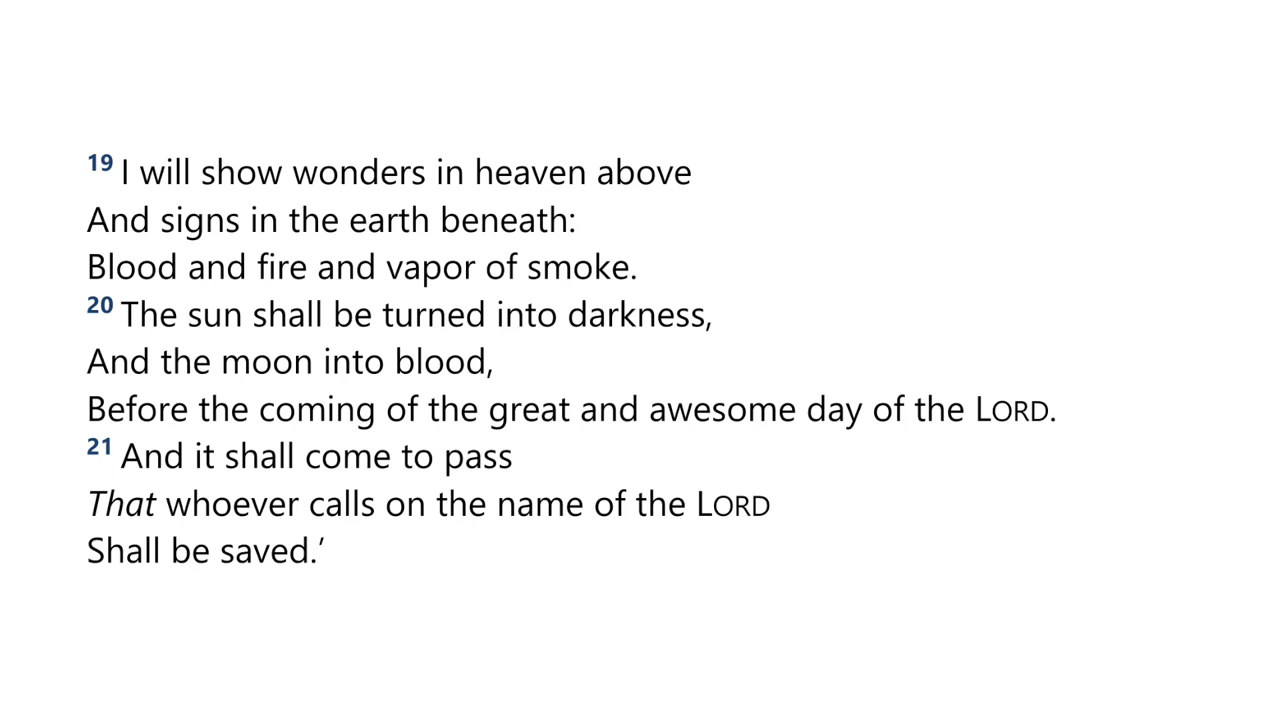 19 I will show wonders in heaven above
And signs in the earth beneath:
Blood and fire and vapor of smoke.
20 The sun shall be turned into darkness,
And the moon into blood,
Before the coming of the great and awesome day of the LORD.
21 And it shall come to pass
That whoever calls on the name of the LORD
Shall be saved.’